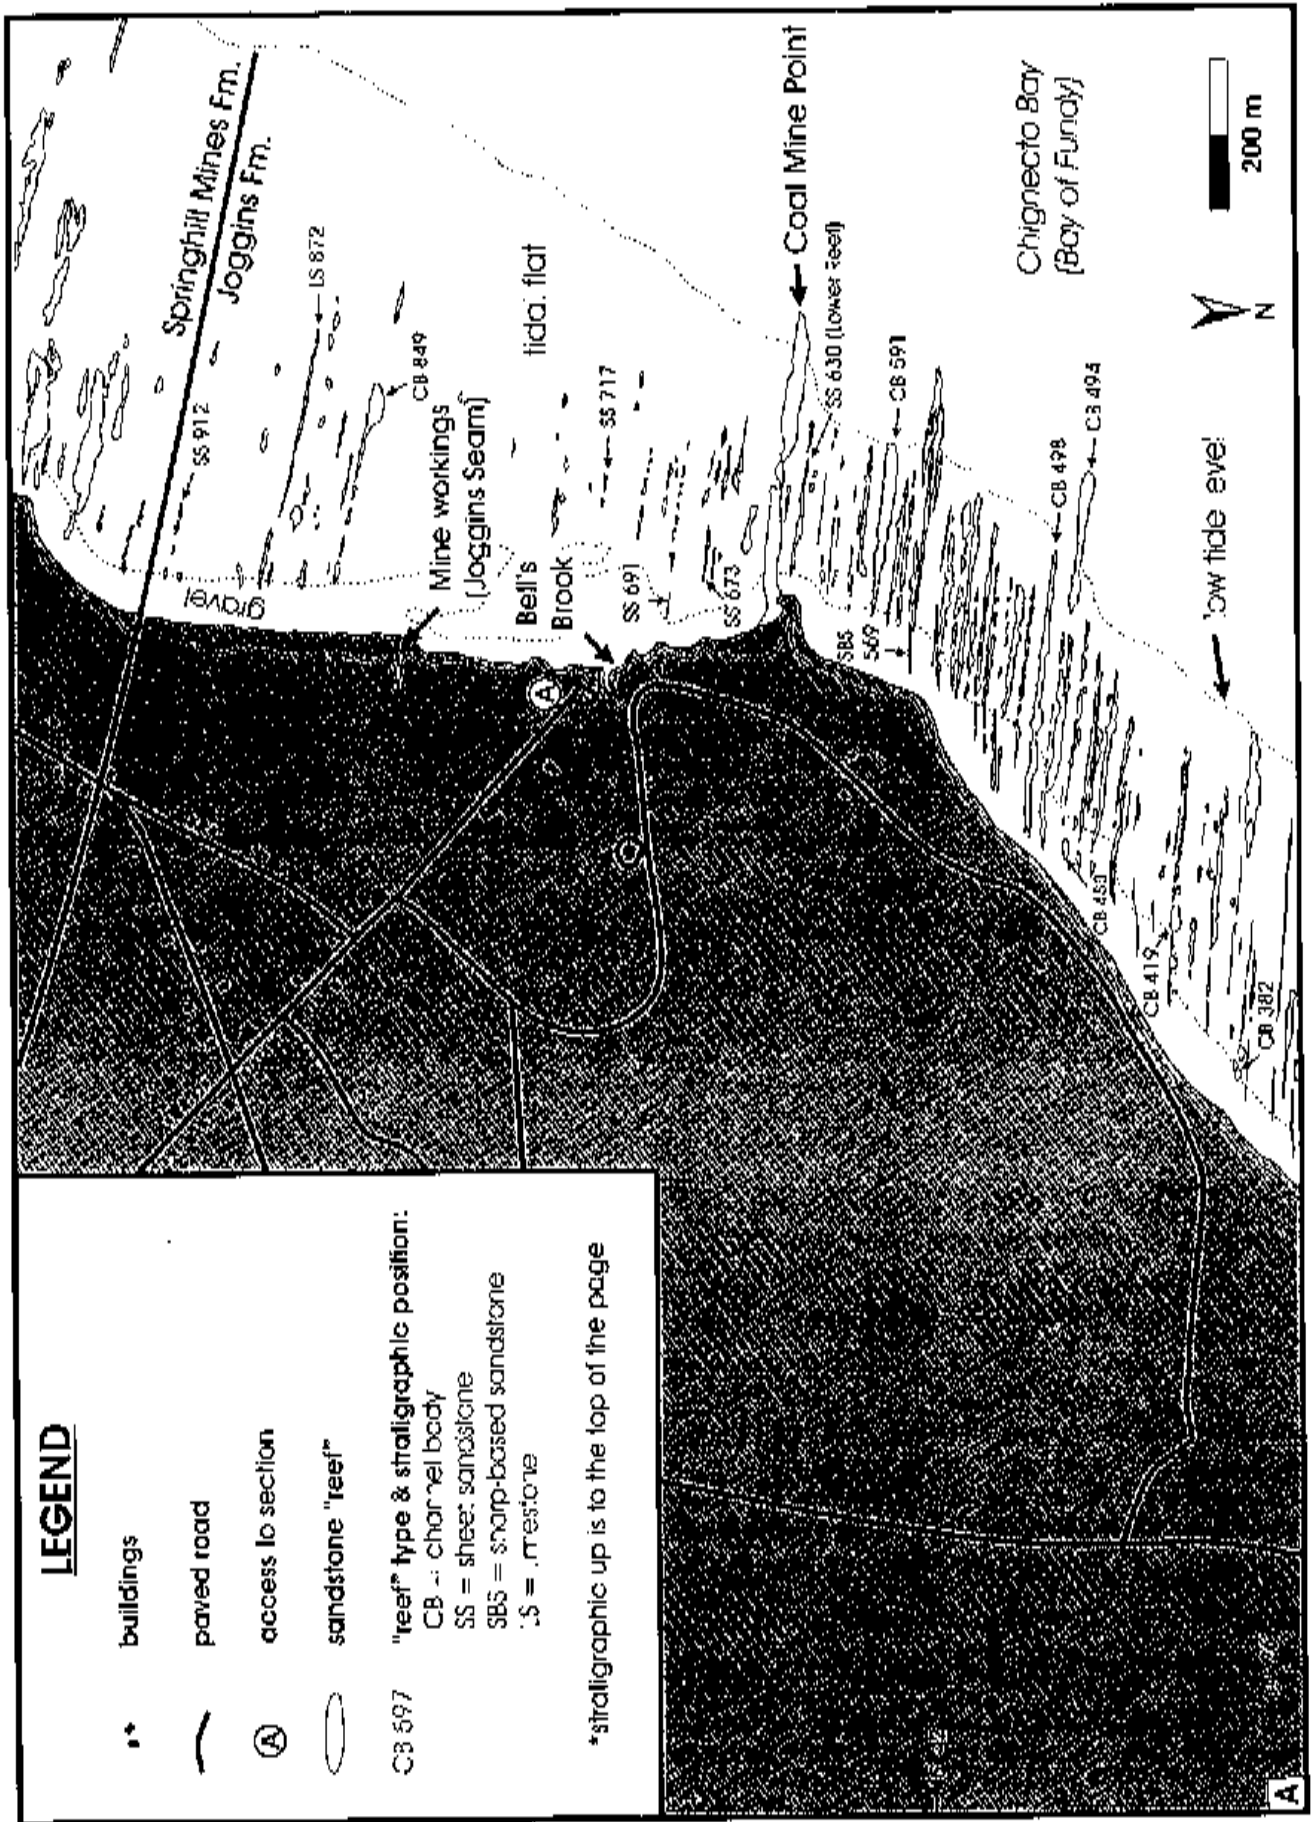 LEGEND
buildings
paved road
access to section
sandstone "reef"
"reef" type & stratigraphic position:
CB = channel body
SS = sheet sandstone
SBS = sharp-based sandstone
LS = limestone
CB 597
A
*stratigraphic up is to the top of the page
Springhill Mines Fm.
Joggins Fm.
SS 912
LS 872
CB 849
gravel
Mine workings
(Joggins Seam)
tidal flat
Bell's
Brook
A
SS 717
SS 691
SS 673
Coal Mine Point
SS 630 (Lower Reef)
CB 591
SBS
569
CB 498
CB 494
CB 450
CB 419
CB 382
low tide level
Chignecto Bay
(Bay of Fundy)
N
200 m
A